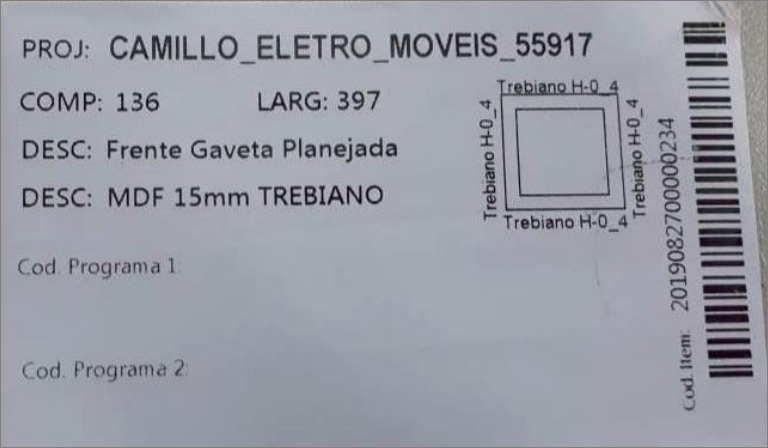 PROJ: CAMILLO_ELETRO_MOVEIS_55917
COMP: 136 LARG: 397
DESC: Frente Gaveta Planejada
DESC: MDF 15mm TREBIANO
Cod. Programa 1:
Cod. Programa 2:
Trebiano H-0_4
Trebiano H-0_4
Trebiano H-0_4
Trebiano H-0_4
Cod. Item: 2019082700000234